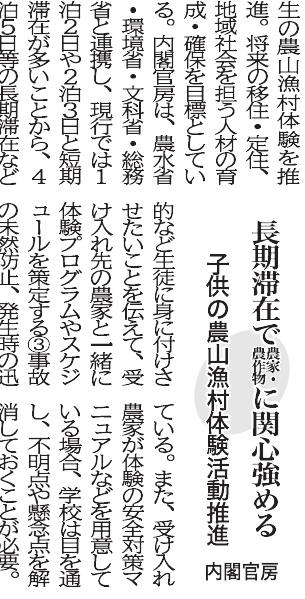 長期滞在で農家・農作物に関心強める
子供の農山漁村体験活動推進
内閣官房
生の農山漁村体験を推
進。将来の移住・定住、
地域社会を担う人材の育
成・確保を目標としてい
る。内閣官房は、農水省
・環境省・文科省・総務
省と連携し、現行では１
泊２日や２泊３日と短期
滞在が多いことから、４
泊５日等の長期滞在など
的など生徒に身に付けさ
せたいことを伝えて、受
け入れ先の農家と一緒に
体験プログラムやスケジ
ュールを策定する③事故
の未然防止、発生時の迅
ている。また、受け入れ
農家が体験の安全対策マ
ニュアルなどを用意して
いる場合、学校は目を通
し、不明点や懸念点を解
消しておくことが必要。